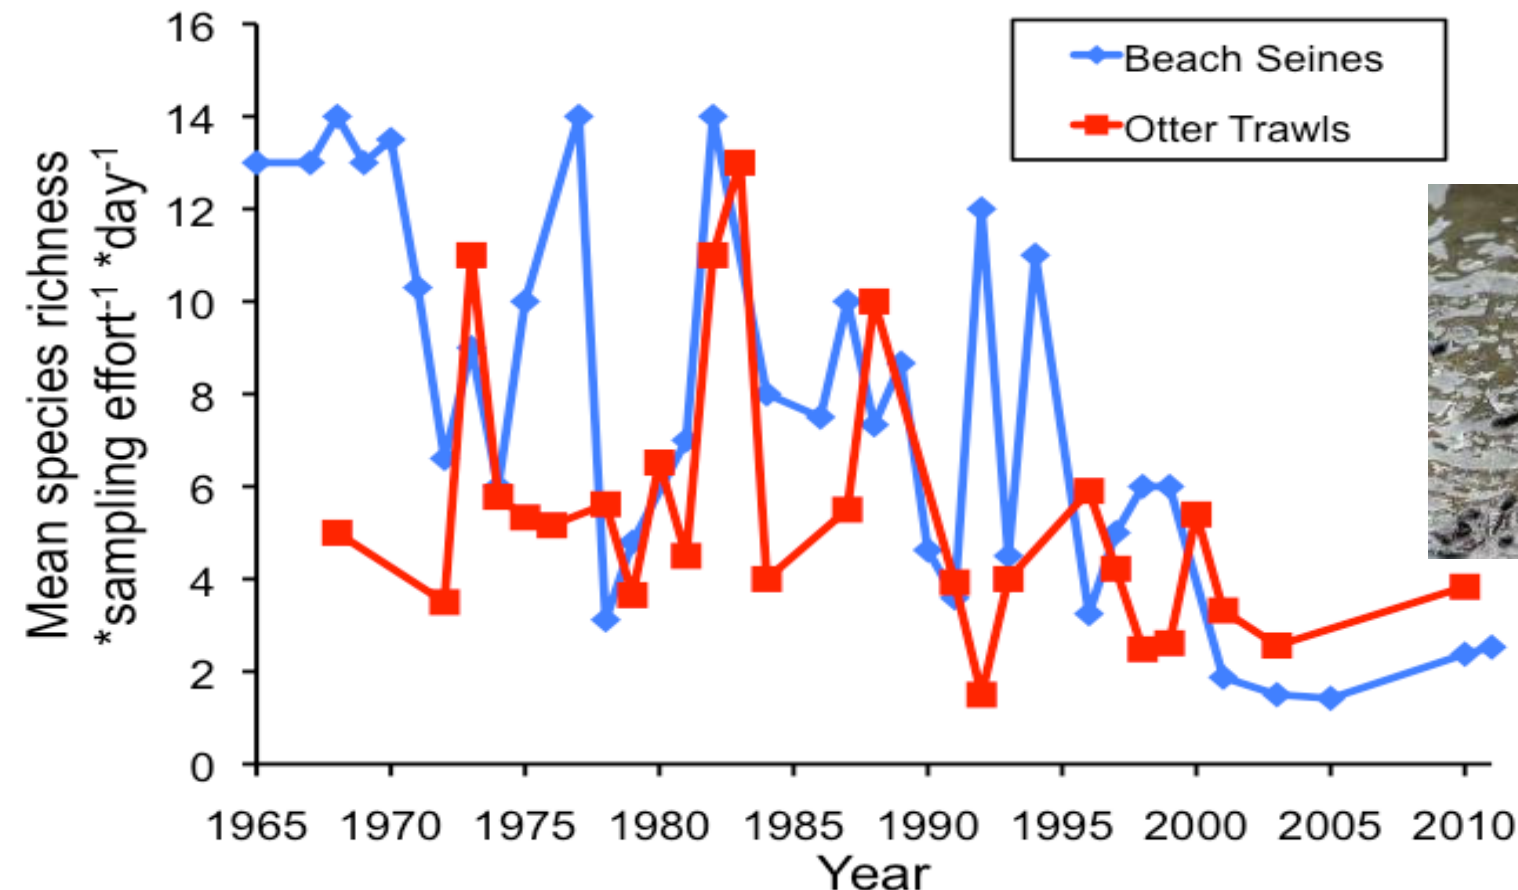 Mean species richness
*sampling effort⁻¹ *day⁻¹
16
14
12
10
8
6
4
2
0
Beach Seines
Otter Trawls
1965 1970 1975 1980 1985 1990 1995 2000 2005 2010
Year